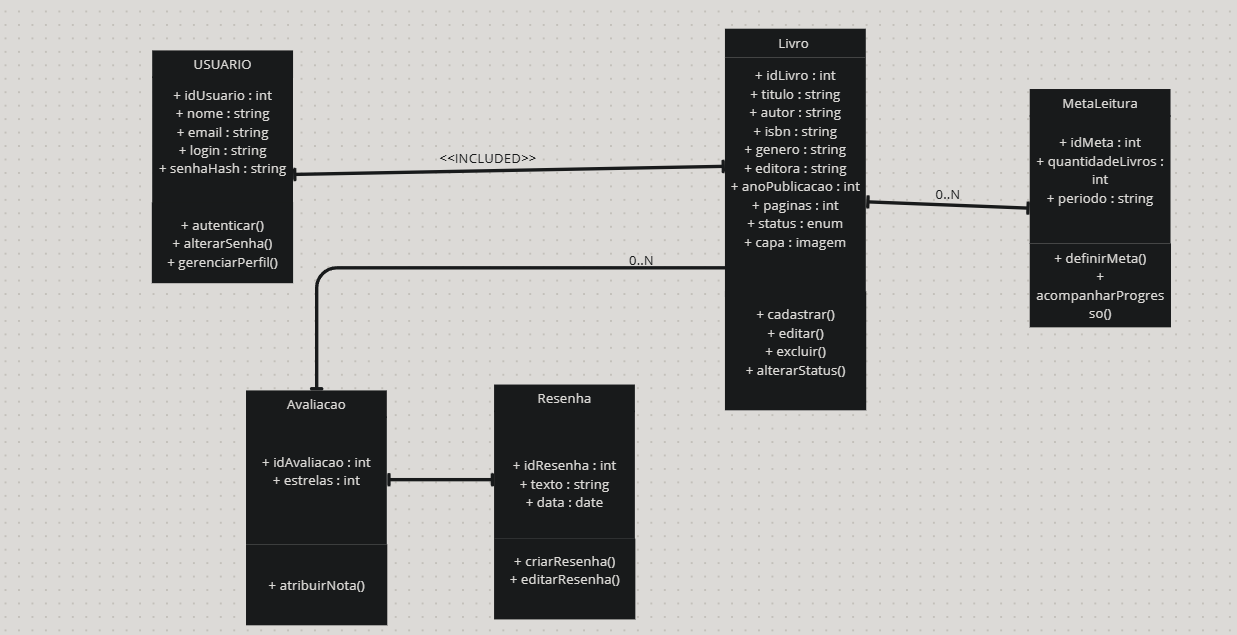 USUARIO
+ idUsuario : int
+ nome : string
+ email : string
+ login : string
+ senhaHash : string
+ autenticar()
+ alterarSenha()
+ gerenciarPerfil()
<<INCLUDED>>
Livro
+ idLivro : int
+ titulo : string
+ autor : string
+ isbn : string
+ genero : string
+ editora : string
+ anoPublicacao : int
+ paginas : int
+ status : enum
+ capa : imagem
+ cadastrar()
+ editar()
+ excluir()
+ alterarStatus()
0..N
MetaLeitura
+ idMeta : int
+ quantidadeLivros :
int
+ periodo : string
+ definirMeta()
+
acompanharProgres
so()
0..N
Avaliacao
+ idAvaliacao : int
+ estrelas : int
+ atribuirNota()
Resenha
+ idResenha : int
+ texto : string
+ data : date
+ criarResenha()
+ editarResenha()